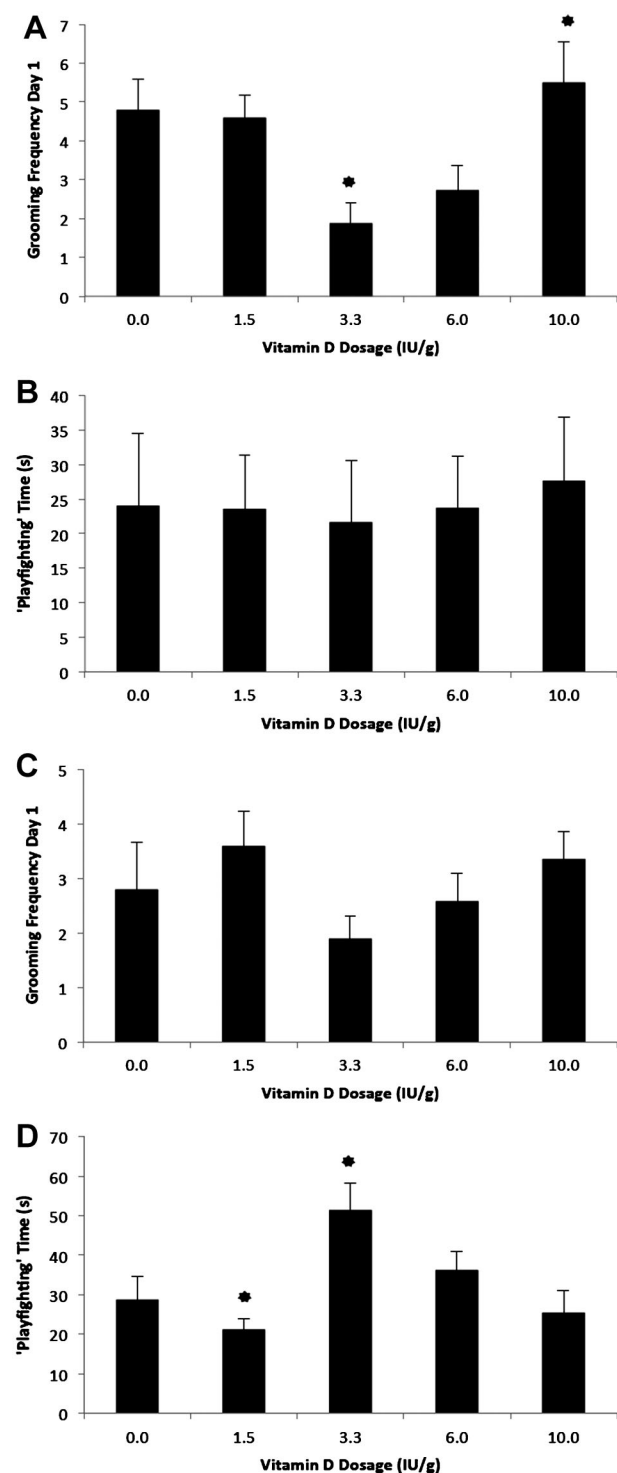 A
7
6
5
4
3
2
1
0
Grooming Frequency Day 1
0.0 1.5 3.3 6.0 10.0
Vitamin D Dosage (IU/g)
B
40
35
30
25
20
15
10
5
0
'Playfighting' Time (s)
0.0 1.5 3.3 6.0 10.0
Vitamin D Dosage (IU/g)
C
5
4
3
2
1
0
Grooming Frequency Day 1
0.0 1.5 3.3 6.0 10.0
Vitamin D Dosage (IU/g)
D
70
60
50
40
30
20
10
0
'Playfighting' Time (s)
0.0 1.5 3.3 6.0 10.0
Vitamin D Dosage (IU/g)